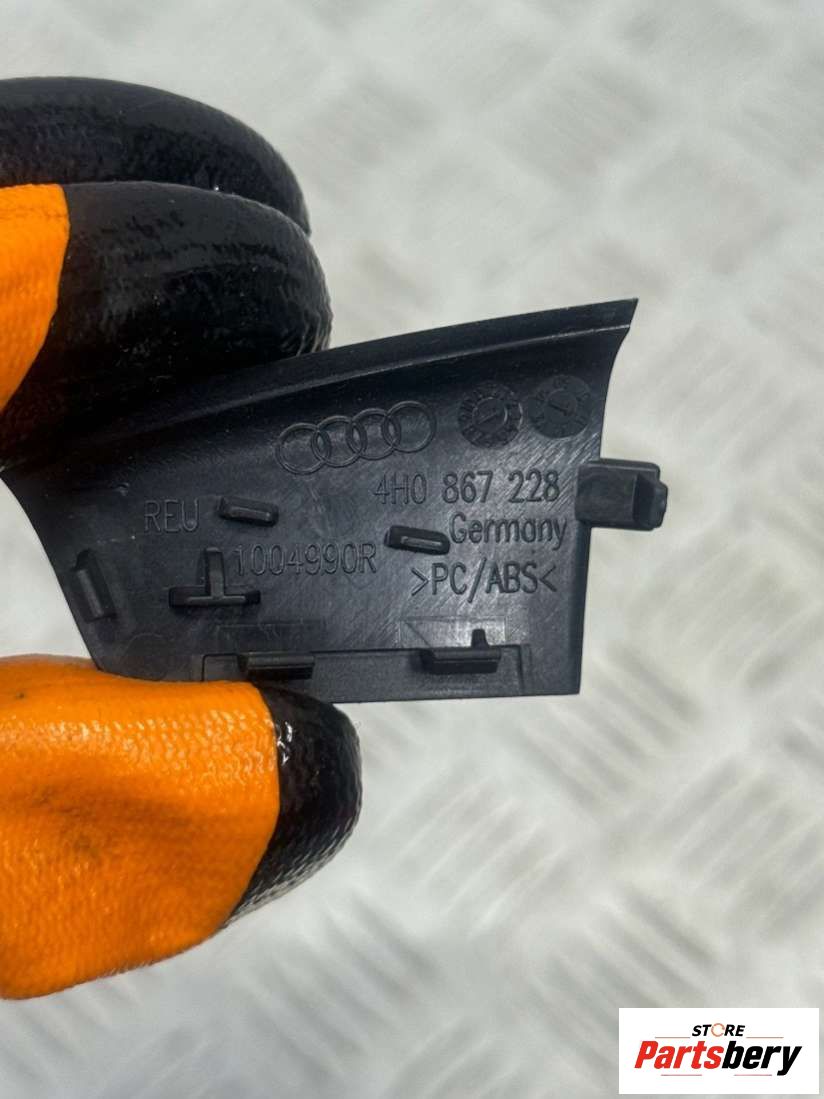 4H0 867 228
REU
Germany
1004990R
>PC/ABS<
STORE
Partsbery